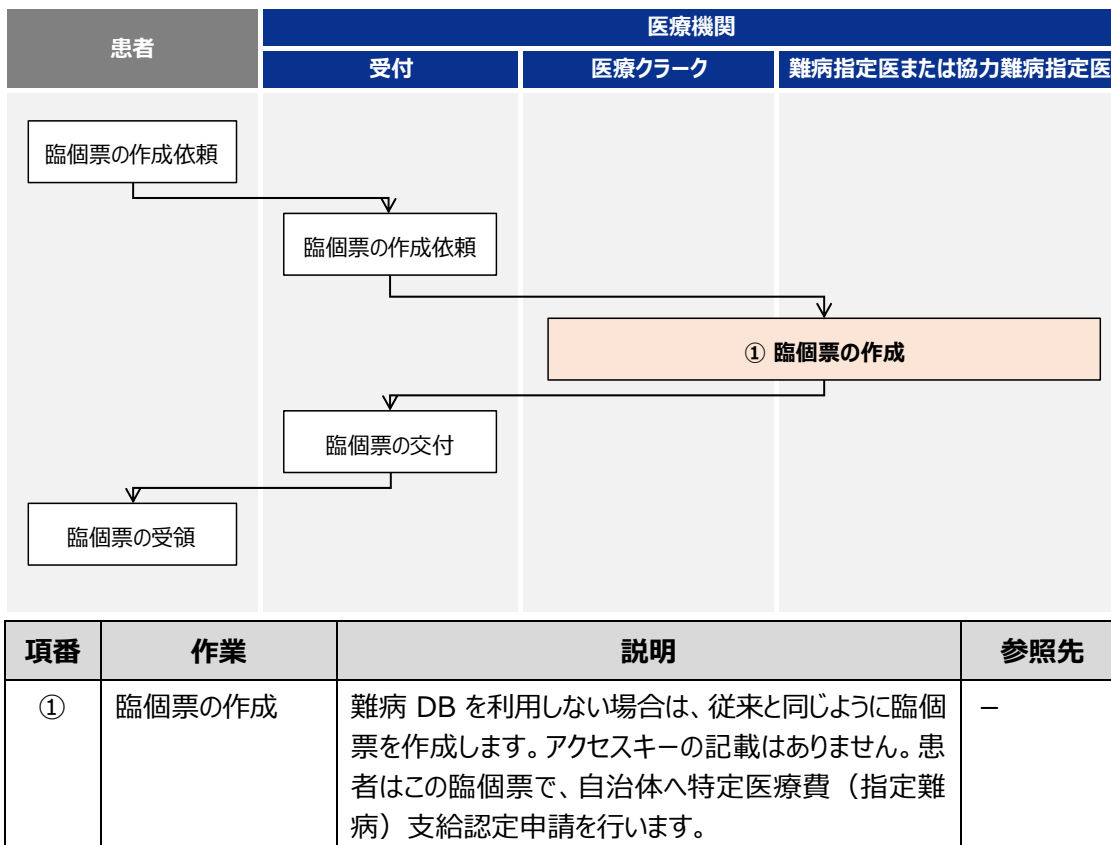 患者
医療機関
受付
医療クラーク
難病指定医または協力難病指定医
臨個票の作成依頼
臨個票の作成依頼
① 臨個票の作成
臨個票の交付
臨個票の受領
項番 作業 説明 参照先
① 臨個票の作成 難病 DB を利用しない場合は、従来と同じように臨個 －
票を作成します。アクセスキーの記載はありません。患
者はこの臨個票で、自治体へ特定医療費（指定難
病）支給認定申請を行います。